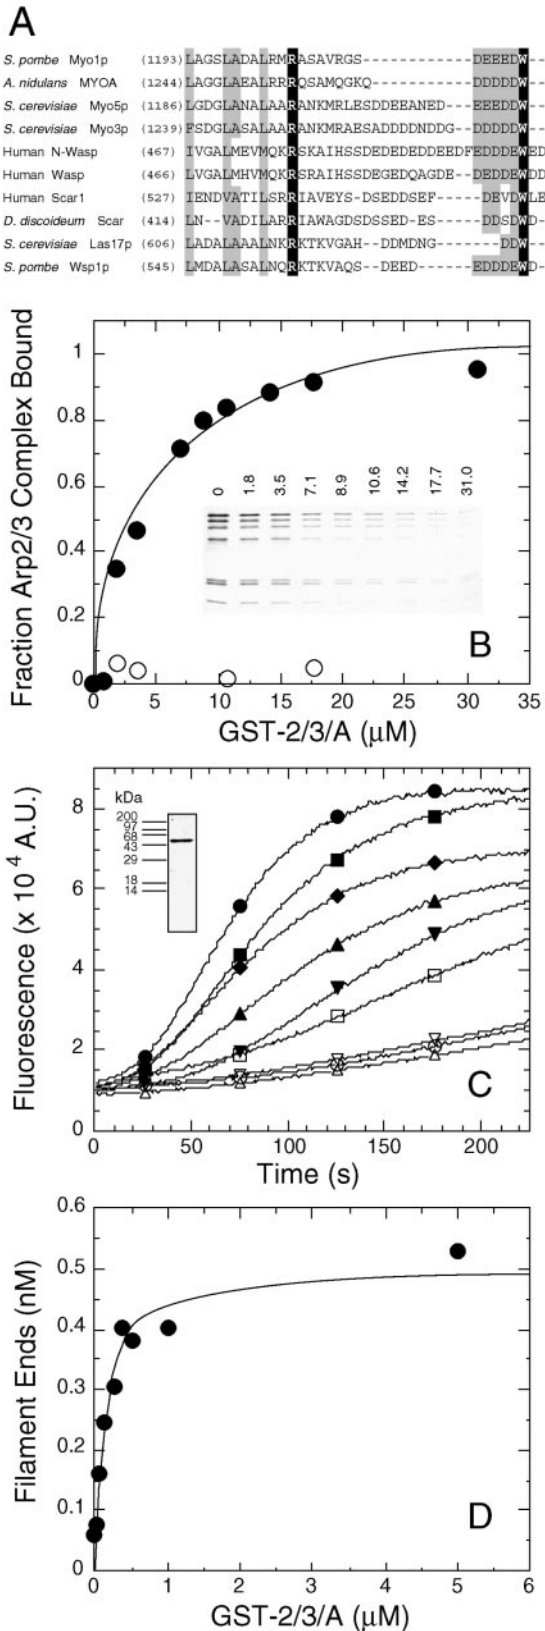 A
S. pombe Myo1p (1193) LAGSLADALRMRASAVRGS------------DEEEDW--
A. nidulans MYOA (1244) LAGGLAEALRRRQSAMQGKQ-----------DDDDDW--
S. cerevisiae Myo5p (1186) LGDGLANALAARANKMRLESDDEEANED---EEEDDW--
S. cerevisiae Myo3p (1239) FSDGLASALAARANKMRAESADDDDNDDG--DDDDDW--
Human N-Wasp (467) IVGALMEVMQKRSKAIHSSDEDEDEDDEEDFEDDDEWED
Human Wasp (466) LVGALMHVMQKRSRAIHSSDEGEDQAGDE--DEDDEWDD
Human Scar1 (527) IENDVATILSRRIAVEYS-DSEDDSEF-----DEVDWLE
D. discoideum Scar (414) LN--VADILARRIAWAGDSDSSED-ES-----DDSDWD-
S. cerevisiae Las17p (606) LADALAAALNKRKTKVGAH--DDMDNG-------DDW--
S. pombe Wsp1p (545) LMDALASALNQRKTKVAQS--DEED------EDDDEWD-
Fraction Arp2/3 Complex Bound
1
0.8
0.6
0.4
0.2
0
0 1.8 3.5 7.1 8.9 10.6 14.2 17.7 31.0
B
0 5 10 15 20 25 30 35
GST-2/3/A (μM)
Fluorescence (x 10⁴ A.U.)
8
6
4
2
0
kDa
200
97
68
43
29
18
14
C
0 50 100 150 200
Time (s)
Filament Ends (nM)
0.6
0.5
0.4
0.3
0.2
0.1
0
D
0 1 2 3 4 5 6
GST-2/3/A (μM)